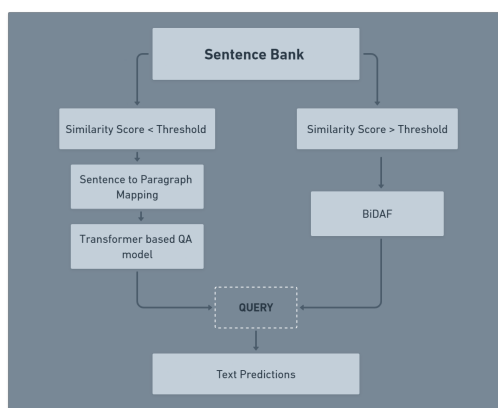 Sentence Bank
Similarity Score < Threshold
Similarity Score > Threshold
Sentence to Paragraph
Mapping
BiDAF
Transformer based QA
model
QUERY
Text Predictions